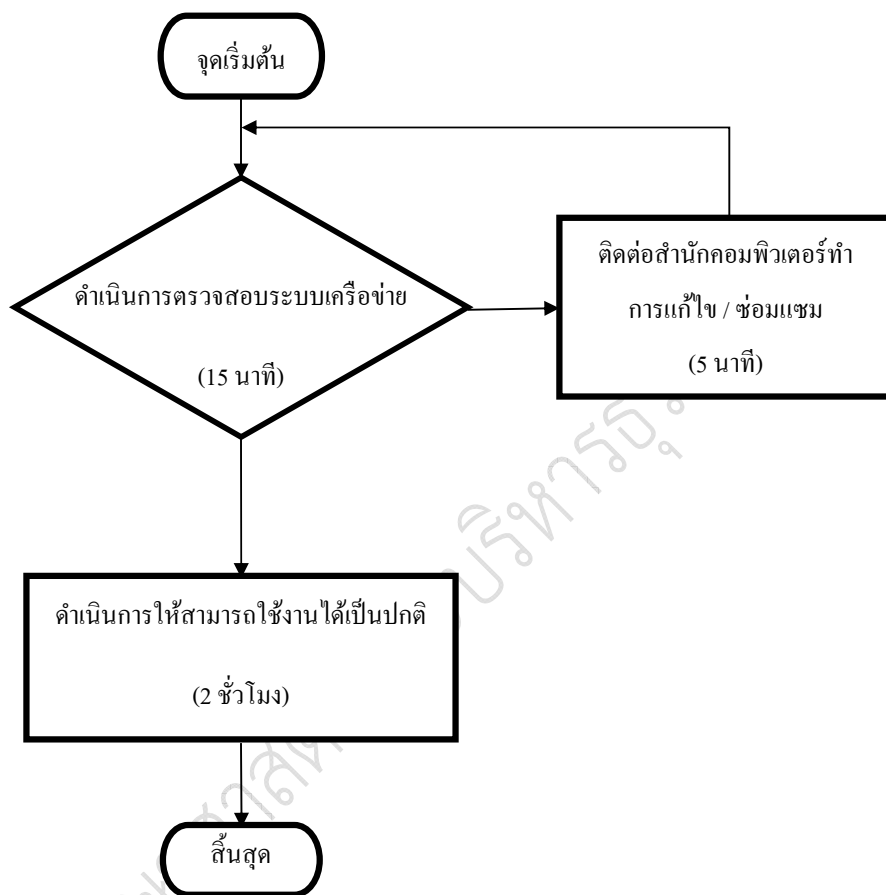 จุดเริ่มต้น
ดำเนินการตรวจสอบระบบเครือข่าย
(15 นาที)
ติดต่อสำนักคอมพิวเตอร์ทำ
การแก้ไข / ซ่อมแซม
(5 นาที)
ดำเนินการให้สามารถใช้งานได้เป็นปกติ
(2 ชั่วโมง)
สิ้นสุด